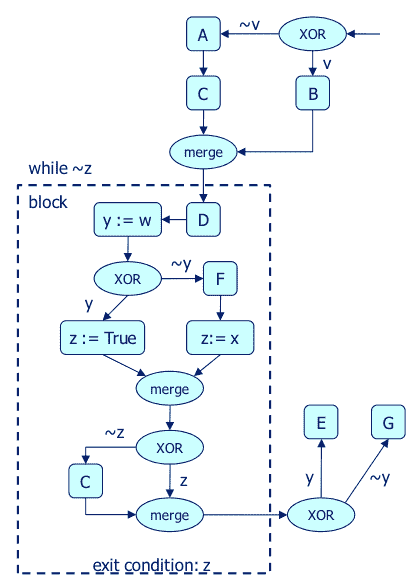 A
~v
XOR
v
C
B
merge
while ~z
block
y := w
D
XOR
~y
F
y
z := True
z:= x
merge
~z
XOR
E
G
C
z
y
~y
merge
XOR
exit condition: z